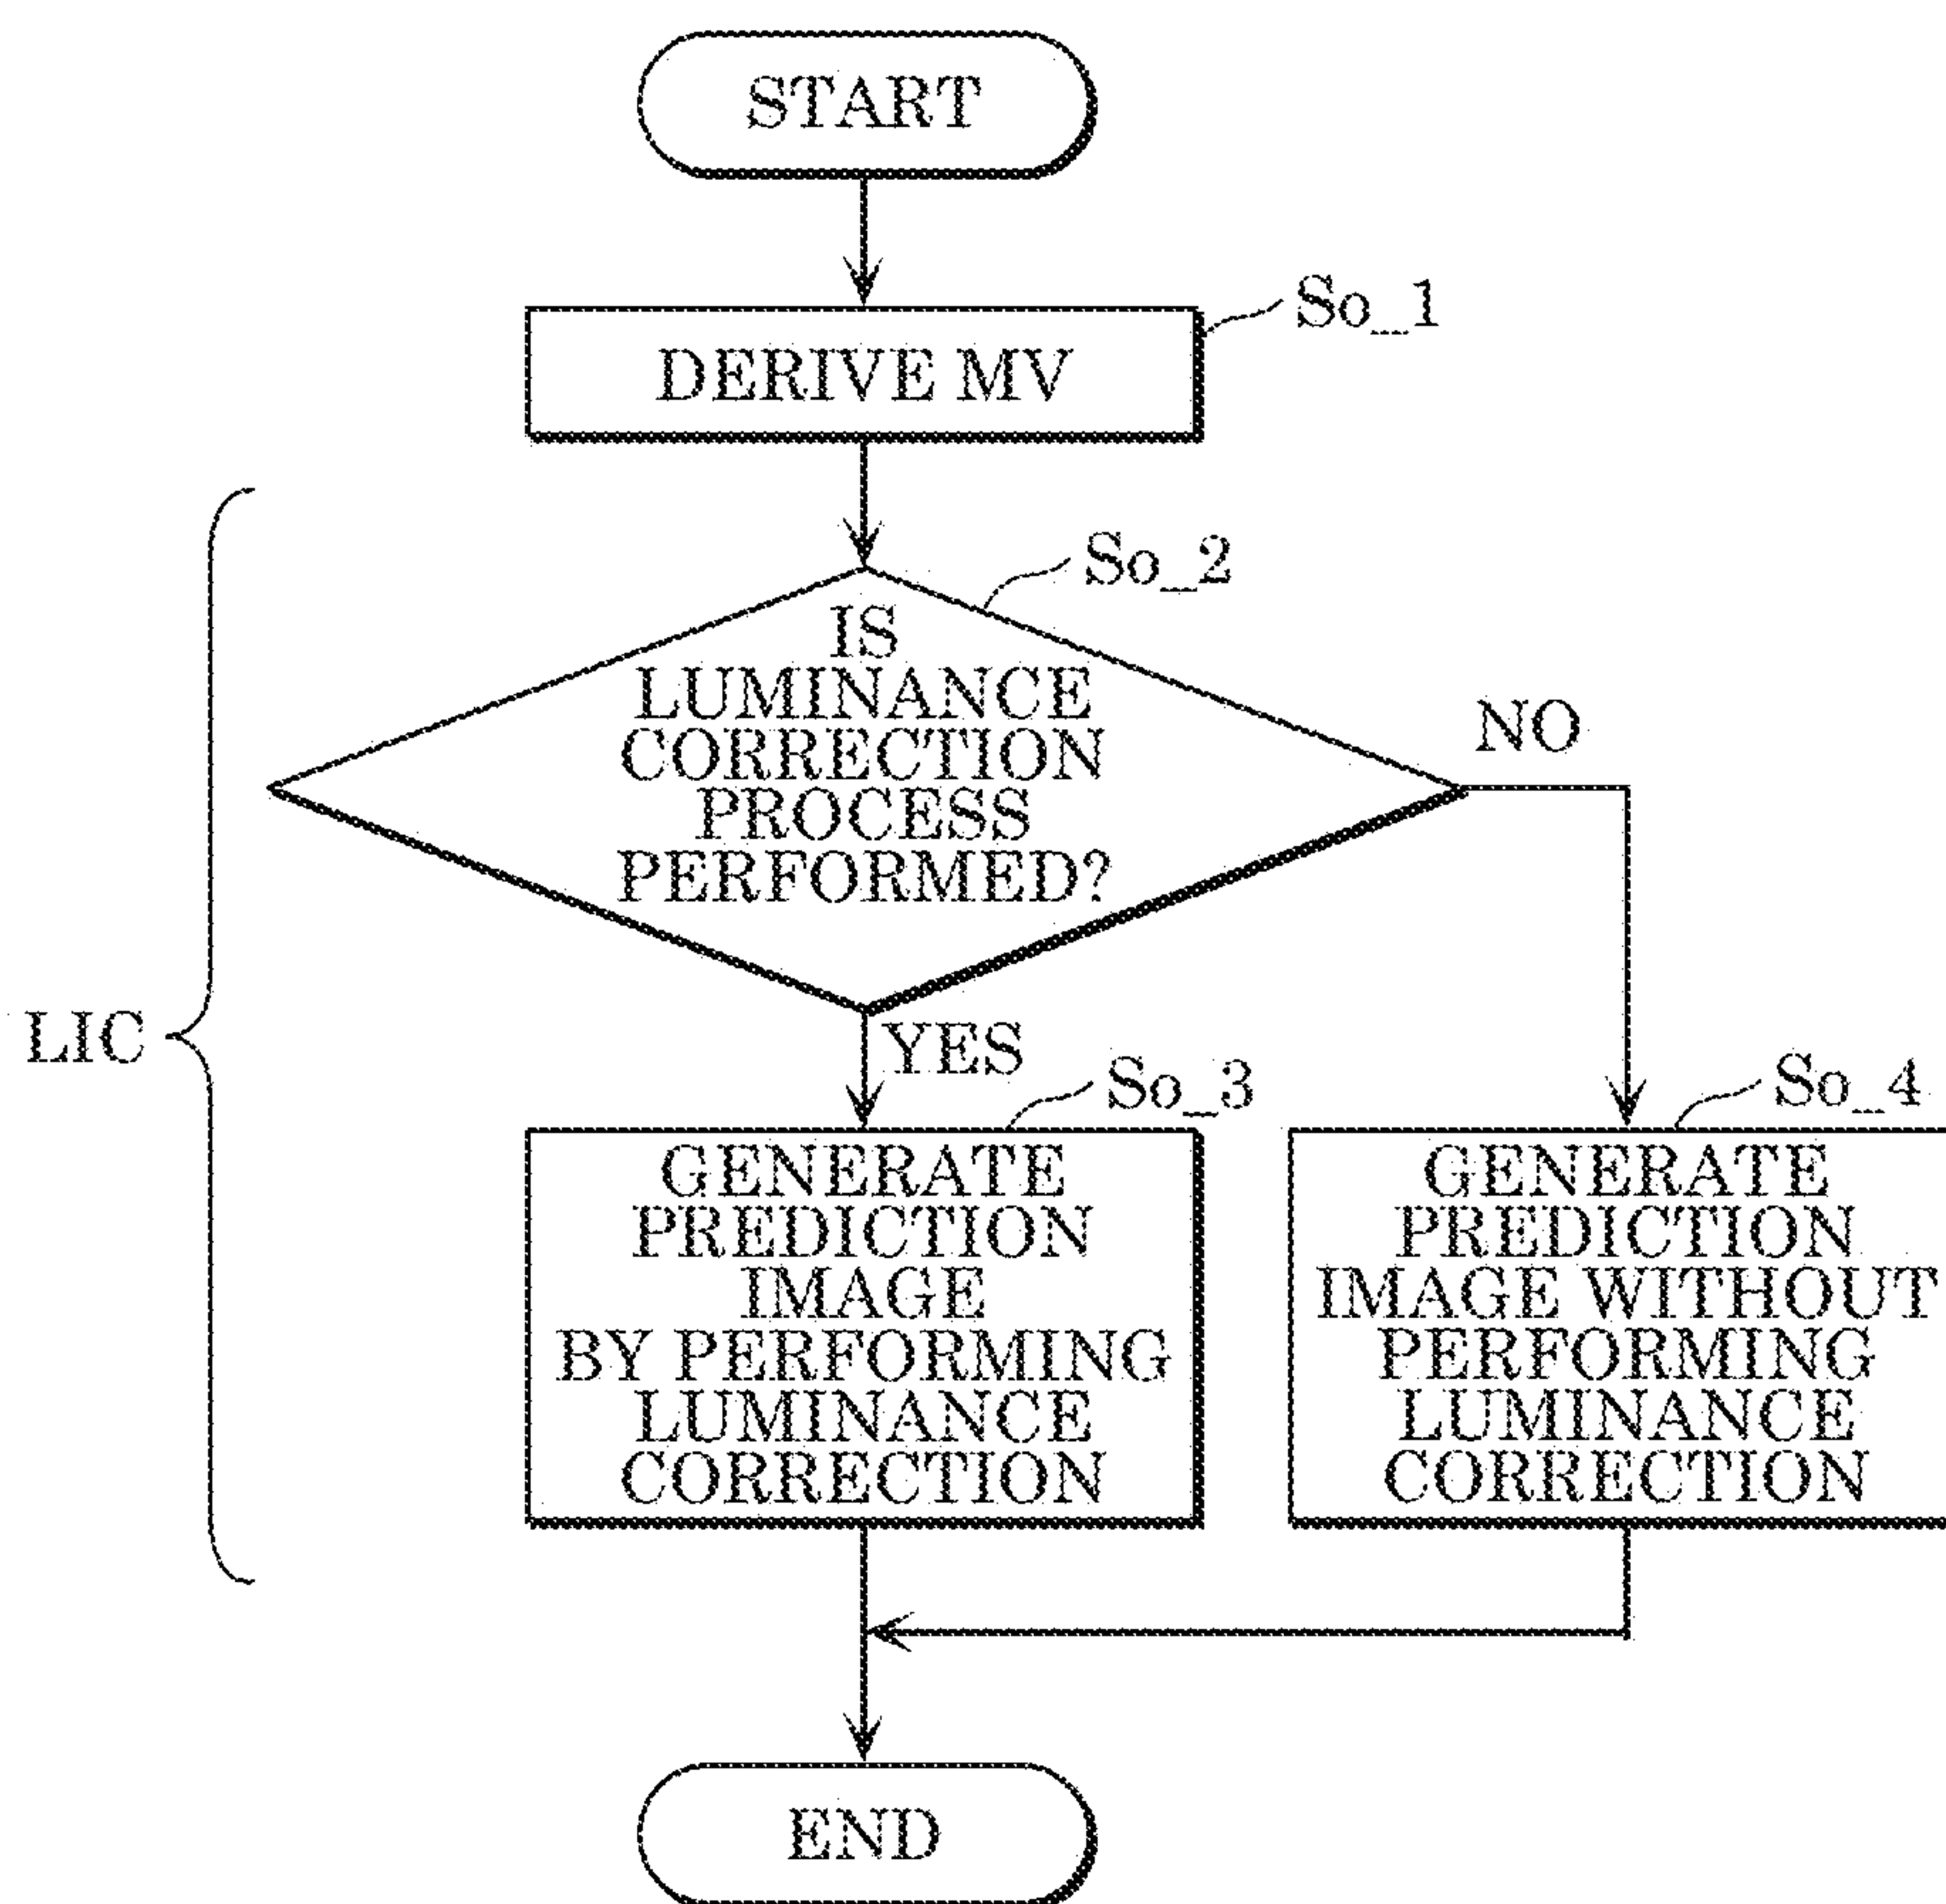 START
So_1
DERIVE MV
So_2
IS
LUMINANCE
CORRECTION
PROCESS
PERFORMED?
NO
LIC
YES
So_3
GENERATE
PREDICTION
IMAGE
BY PERFORMING
LUMINANCE
CORRECTION
So_4
GENERATE
PREDICTION
IMAGE WITHOUT
PERFORMING
LUMINANCE
CORRECTION
END